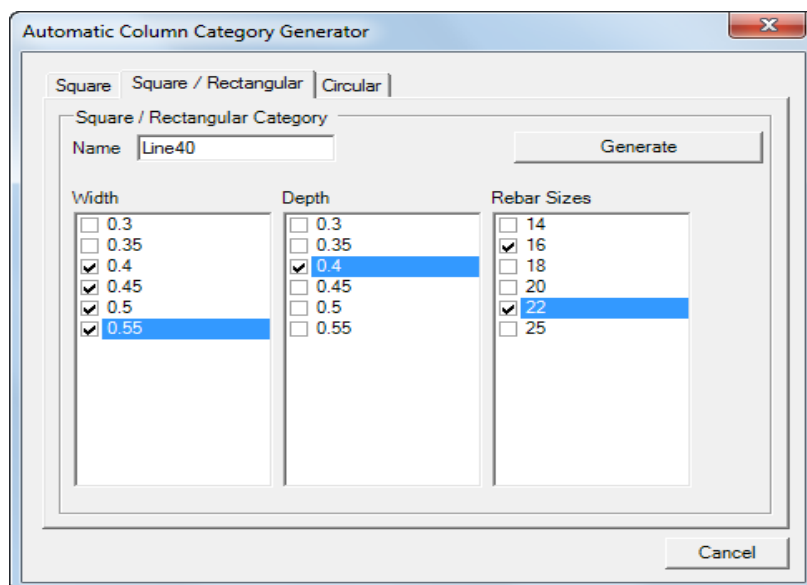 Automatic Column Category Generator
Square Square / Rectangular Circular
Square / Rectangular Category
Name Line40 Generate
Width Depth Rebar Sizes
0.3 0.3 14
0.35 0.35 16
0.4 0.4 18
0.45 0.45 20
0.5 0.5 22
0.55 0.55 25
Cancel